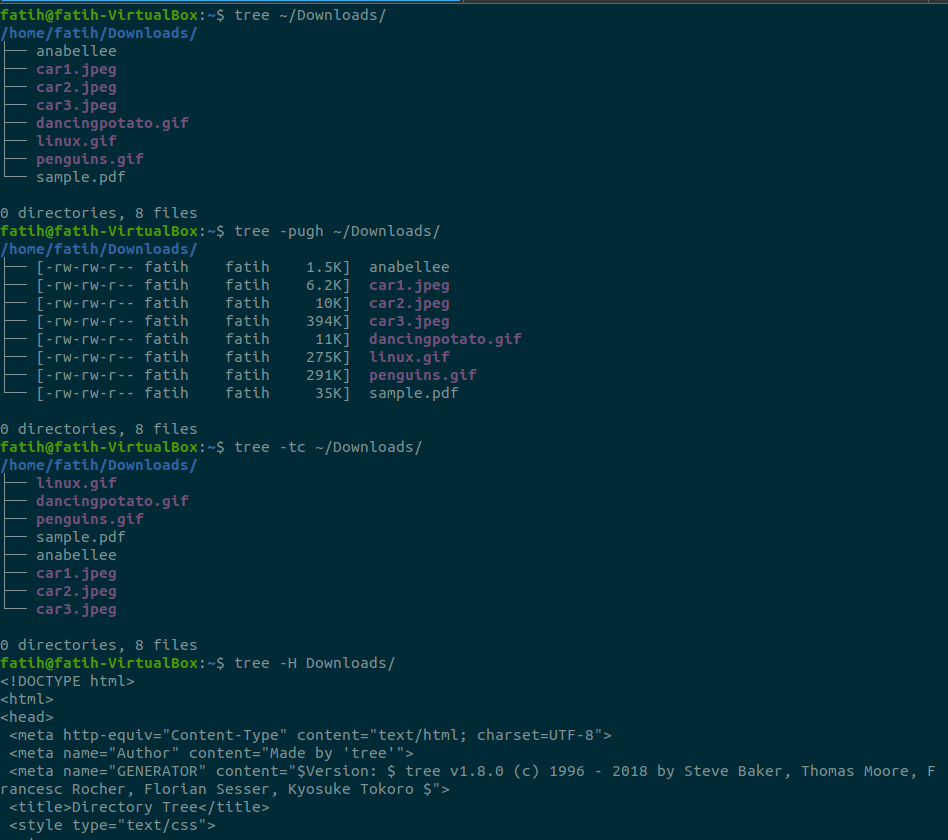 fatih@fatih-VirtualBox:~$ tree ~/Downloads/
/home/fatih/Downloads/
├── anabellee
├── car1.jpeg
├── car2.jpeg
├── car3.jpeg
├── dancingpotato.gif
├── linux.gif
├── penguins.gif
└── sample.pdf

0 directories, 8 files
fatih@fatih-VirtualBox:~$ tree -pugh ~/Downloads/
/home/fatih/Downloads/
├── [-rw-rw-r-- fatih    fatih    1.5K]  anabellee
├── [-rw-rw-r-- fatih    fatih    6.2K]  car1.jpeg
├── [-rw-rw-r-- fatih    fatih     10K]  car2.jpeg
├── [-rw-rw-r-- fatih    fatih    394K]  car3.jpeg
├── [-rw-rw-r-- fatih    fatih     11K]  dancingpotato.gif
├── [-rw-rw-r-- fatih    fatih    275K]  linux.gif
├── [-rw-rw-r-- fatih    fatih    291K]  penguins.gif
└── [-rw-rw-r-- fatih    fatih     35K]  sample.pdf

0 directories, 8 files
fatih@fatih-VirtualBox:~$ tree -tc ~/Downloads/
/home/fatih/Downloads/
├── linux.gif
├── dancingpotato.gif
├── penguins.gif
├── sample.pdf
├── anabellee
├── car1.jpeg
├── car2.jpeg
└── car3.jpeg

0 directories, 8 files
fatih@fatih-VirtualBox:~$ tree -H Downloads/
<!DOCTYPE html>
<html>
<head>
 <meta http-equiv="Content-Type" content="text/html; charset=UTF-8">
 <meta name="Author" content="Made by 'tree'">
 <meta name="GENERATOR" content="$Version: $ tree v1.8.0 (c) 1996 - 2018 by Steve Baker, Thomas Moore, F
rancesc Rocher, Florian Sesser, Kyosuke Tokoro $">
 <title>Directory Tree</title>
 <style type="text/css">